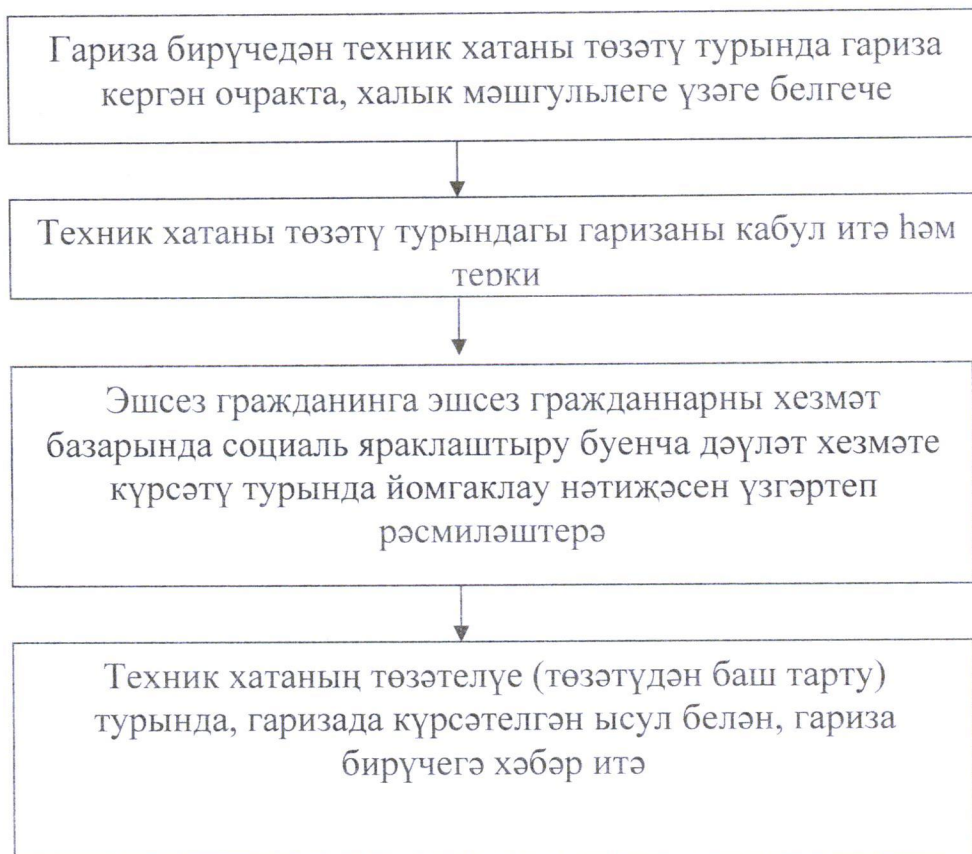 Гариза бирүчедән техник хатаны төзәтү турында гариза
кергән очракта, халык мәшгульлеге үзәге белгече
Техник хатаны төзәтү турындагы гаризаны кабул итә һәм
терки
Эшсез гражданинга эшсез гражданнарны хезмәт
базарында социаль яраклаштыру буенча дәүләт хезмәте
күрсәтү турында йомгаклау нәтиҗәсен үзгәртеп
рәсмиләштерә
Техник хатаның төзәтелүе (төзәтүдән баш тарту)
турында, гаризада күрсәтелгән ысул белән, гариза
бирүчегә хәбәр итә